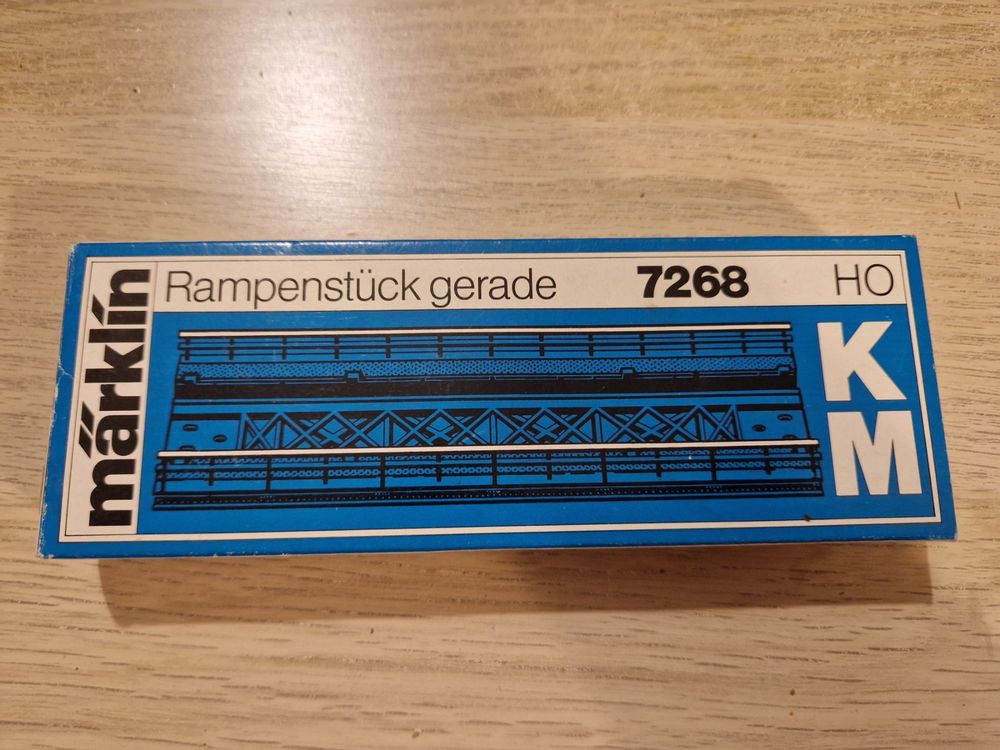 märklin
Rampenstück gerade 7268 HO
K
M